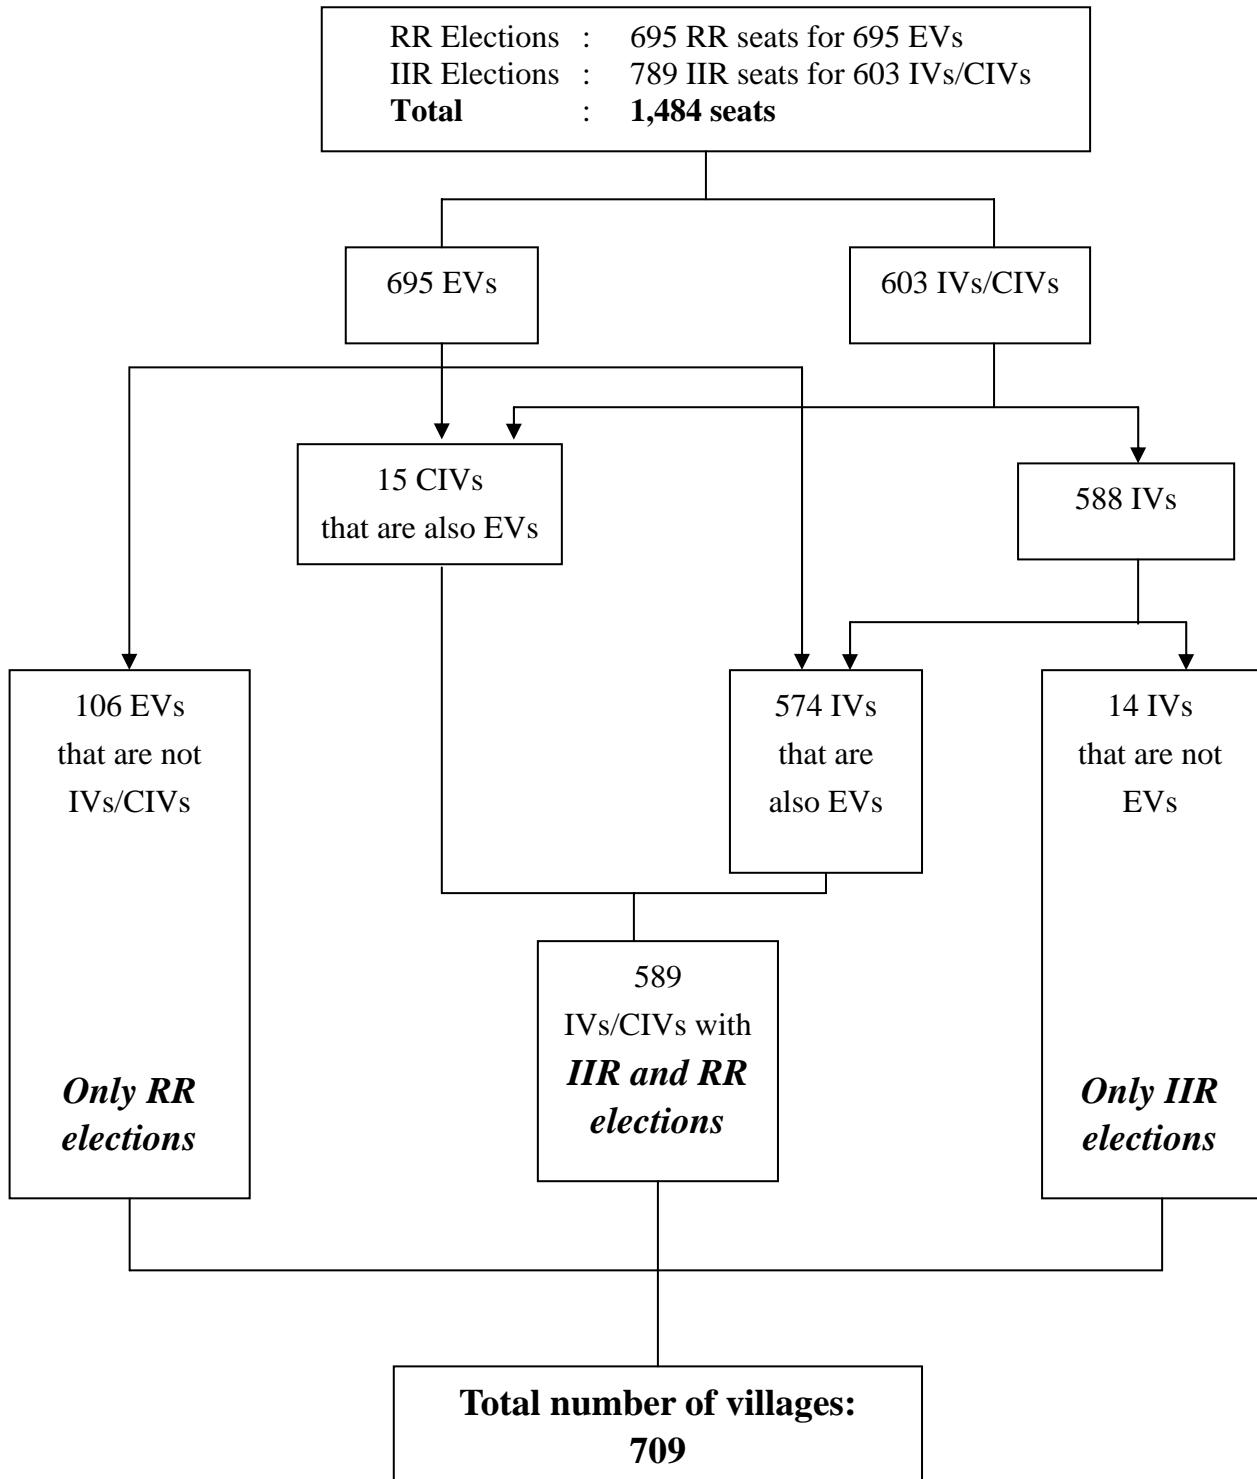 RR Elections : 695 RR seats for 695 EVs
IIR Elections : 789 IIR seats for 603 IVs/CIVs
Total : 1,484 seats
695 EVs
603 IVs/CIVs
15 CIVs
that are also EVs
588 IVs
106 EVs
that are not
IVs/CIVs
Only RR
elections
574 IVs
that are
also EVs
14 IVs
that are not
EVs
Only IIR
elections
589
IVs/CIVs with
IIR and RR
elections
Total number of villages:
709